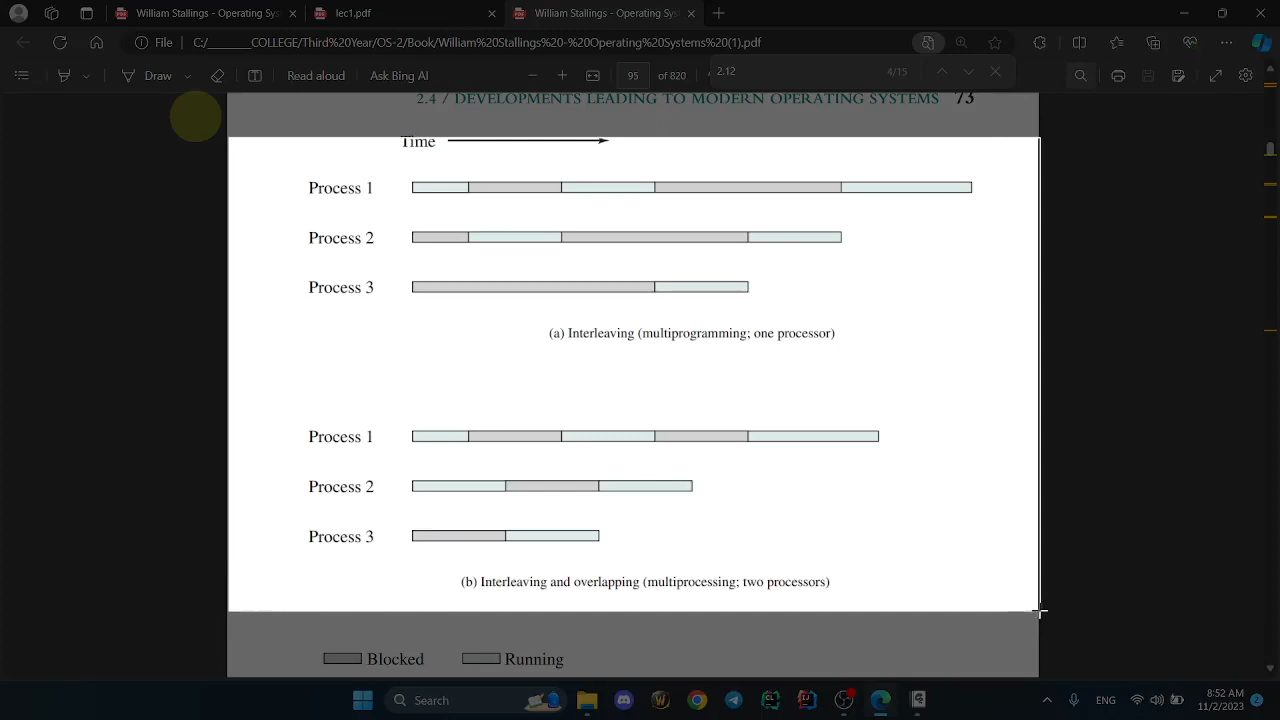 William Stallings - Operating Sys
lec1.pdf
William Stallings - Operating Sys
File
C:/______COLLEGE/Third%20Year/OS-2/Book/William%20Stallings%20-%20Operating%20Systems%20(1).pdf
Draw
Read aloud
Ask Bing AI
95
of 820
2.12
4/15
2.4 / DEVELOPMENTS LEADING TO MODERN OPERATING SYSTEMS 73
Time
Process 1
Process 2
Process 3
(a) Interleaving (multiprogramming; one processor)
Process 1
Process 2
Process 3
(b) Interleaving and overlapping (multiprocessing; two processors)
Blocked
Running
Search
ENG
8:52 AM
11/2/2023
2